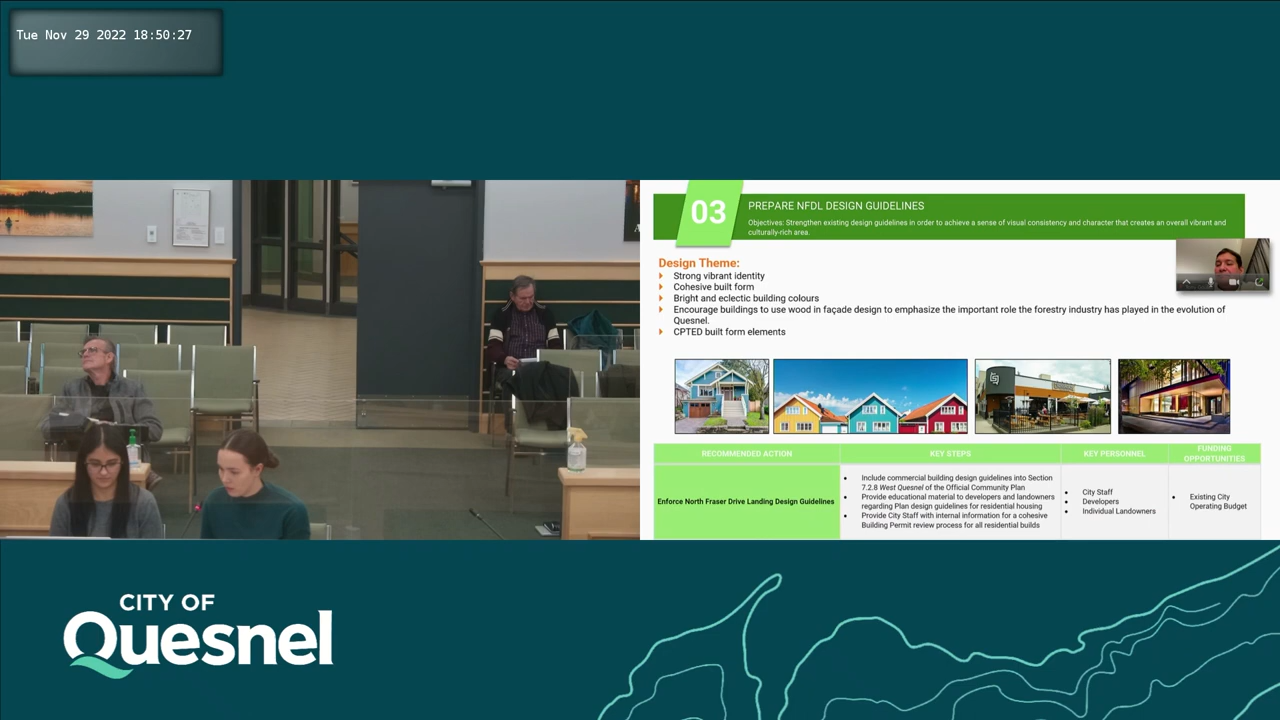 Tue Nov 29 2022 18:50:27
03
PREPARE NFDL DESIGN GUIDELINES
Objectives: Strengthen existing design guidelines in order to achieve a sense of visual consistency and character that creates an overall vibrant and
culturally-rich area.
Design Theme:
Strong vibrant identity
Cohesive built form
Bright and eclectic building colours
Encourage buildings to use wood in façade design to emphasize the important role the forestry industry has played in the evolution of
Quesnel.
CPTED built form elements
RECOMMENDED ACTION
KEY STEPS
KEY PERSONNEL
FUNDING
OPPORTUNITIES
Enforce North Fraser Drive Landing Design Guidelines
Include commercial building design guidelines into Section
7.2.8 West Quesnel of the Official Community Plan
Provide educational material to developers and landowners
regarding Plan design guidelines for residential housing
Provide City Staff with internal information for a cohesive
Building Permit review process for all residential builds
City Staff
Developers
Individual Landowners
Existing City
Operating Budget
CITY OF
Quesnel